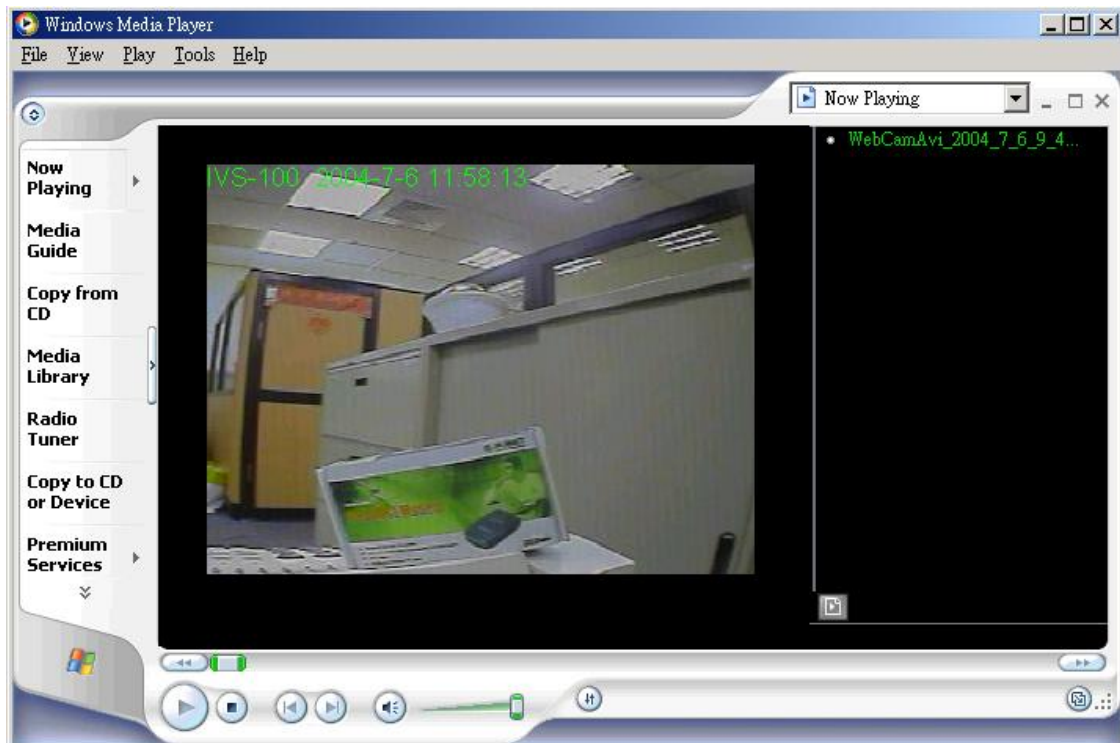 Windows Media Player
File View Play Tools Help
Now Playing
Now
Playing
Media
Guide
Copy from
CD
Media
Library
Radio
Tuner
Copy to CD
or Device
Premium
Services
IVS-100 2004-7-6 11:58:13
WebCamAvi_2004_7_6_9_4...